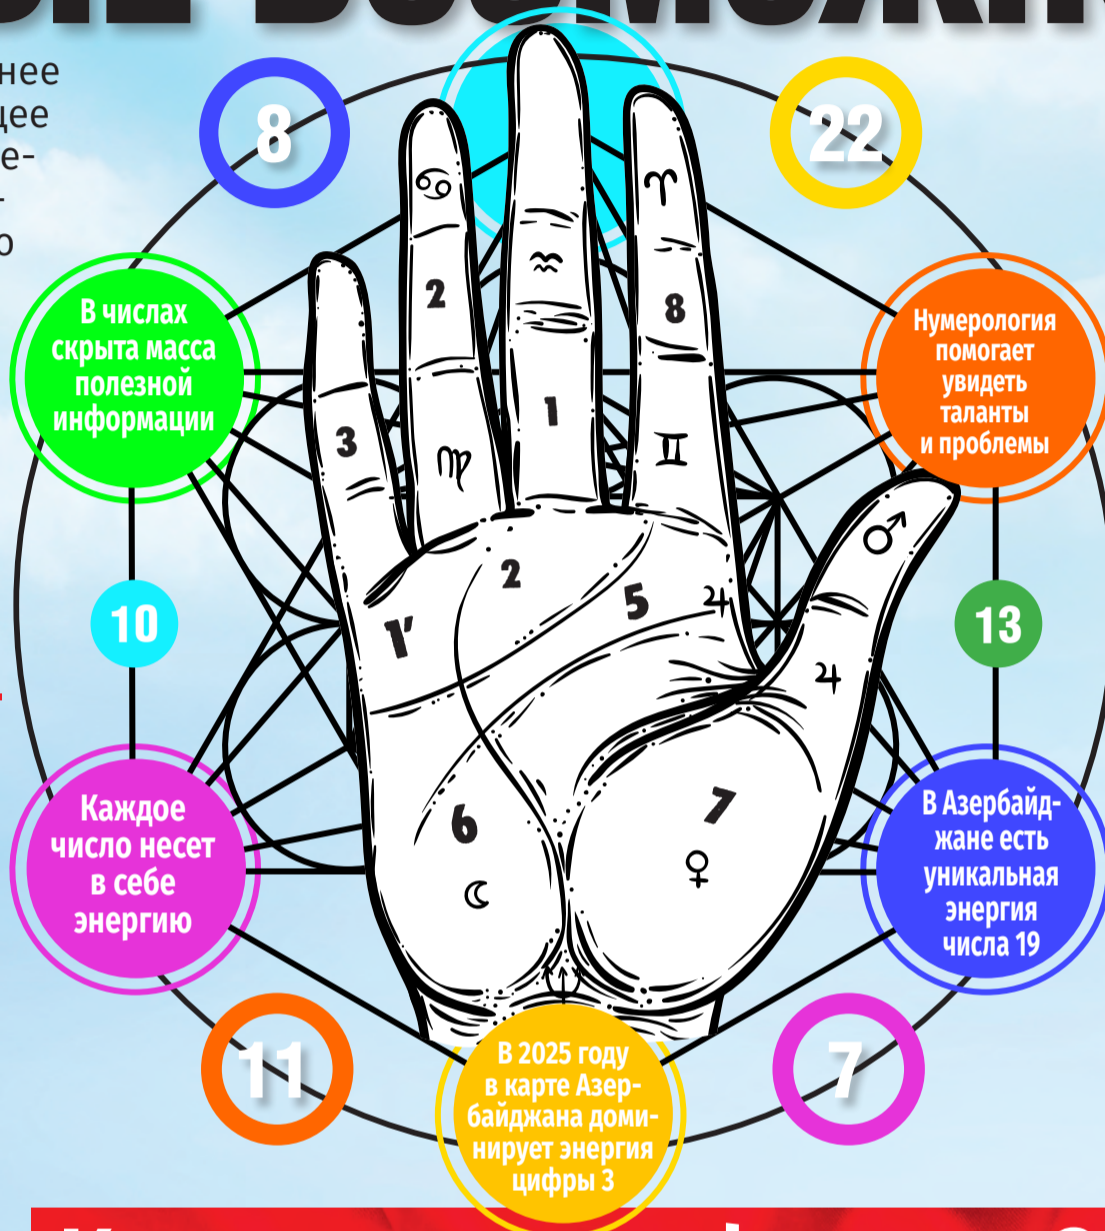 нее
щее
е-
о
8
22
В числах
скрыта масса
полезной
информации
Нумерология
помогает
увидеть
таланты
и проблемы
♋
♒
♈
2
8
1
3
♍
♊
♂
2
5
♃
1′
♃
10
13
6
7
☾
♀
Каждое
число несет
в себе
энергию
В Азербайд-
жане есть
уникальная
энергия
числа 19
11
7
В 2025 году
в карте Азер-
байджана доми-
нирует энергия
цифры 3